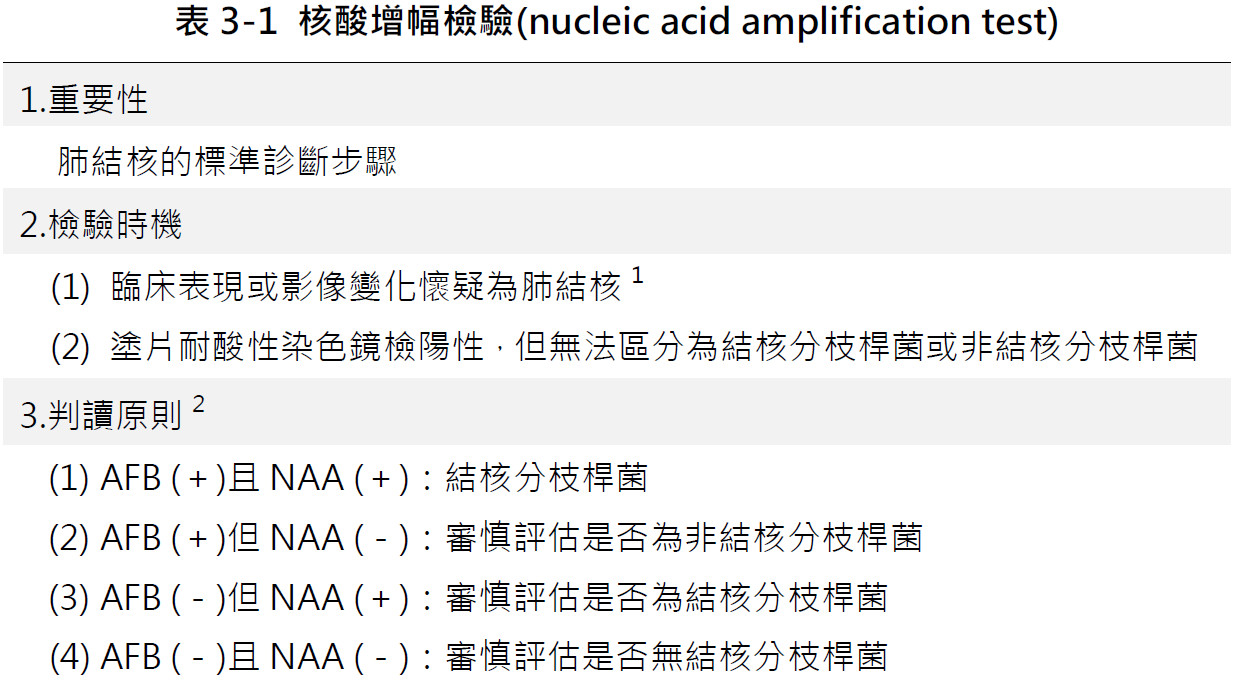 表 3-1 核酸增幅檢驗(nucleic acid amplification test)
1.重要性
肺結核的標準診斷步驟
2.檢驗時機
(1) 臨床表現或影像變化懷疑為肺結核 1
(2) 塗片耐酸性染色鏡檢陽性，但無法區分為結核分枝桿菌或非結核分枝桿菌
3.判讀原則 2
(1) AFB (+)且 NAA (+)：結核分枝桿菌
(2) AFB (+)但 NAA (-)：審慎評估是否為非結核分枝桿菌
(3) AFB (-)但 NAA (+)：審慎評估是否為結核分枝桿菌
(4) AFB (-)且 NAA (-)：審慎評估是否無結核分枝桿菌